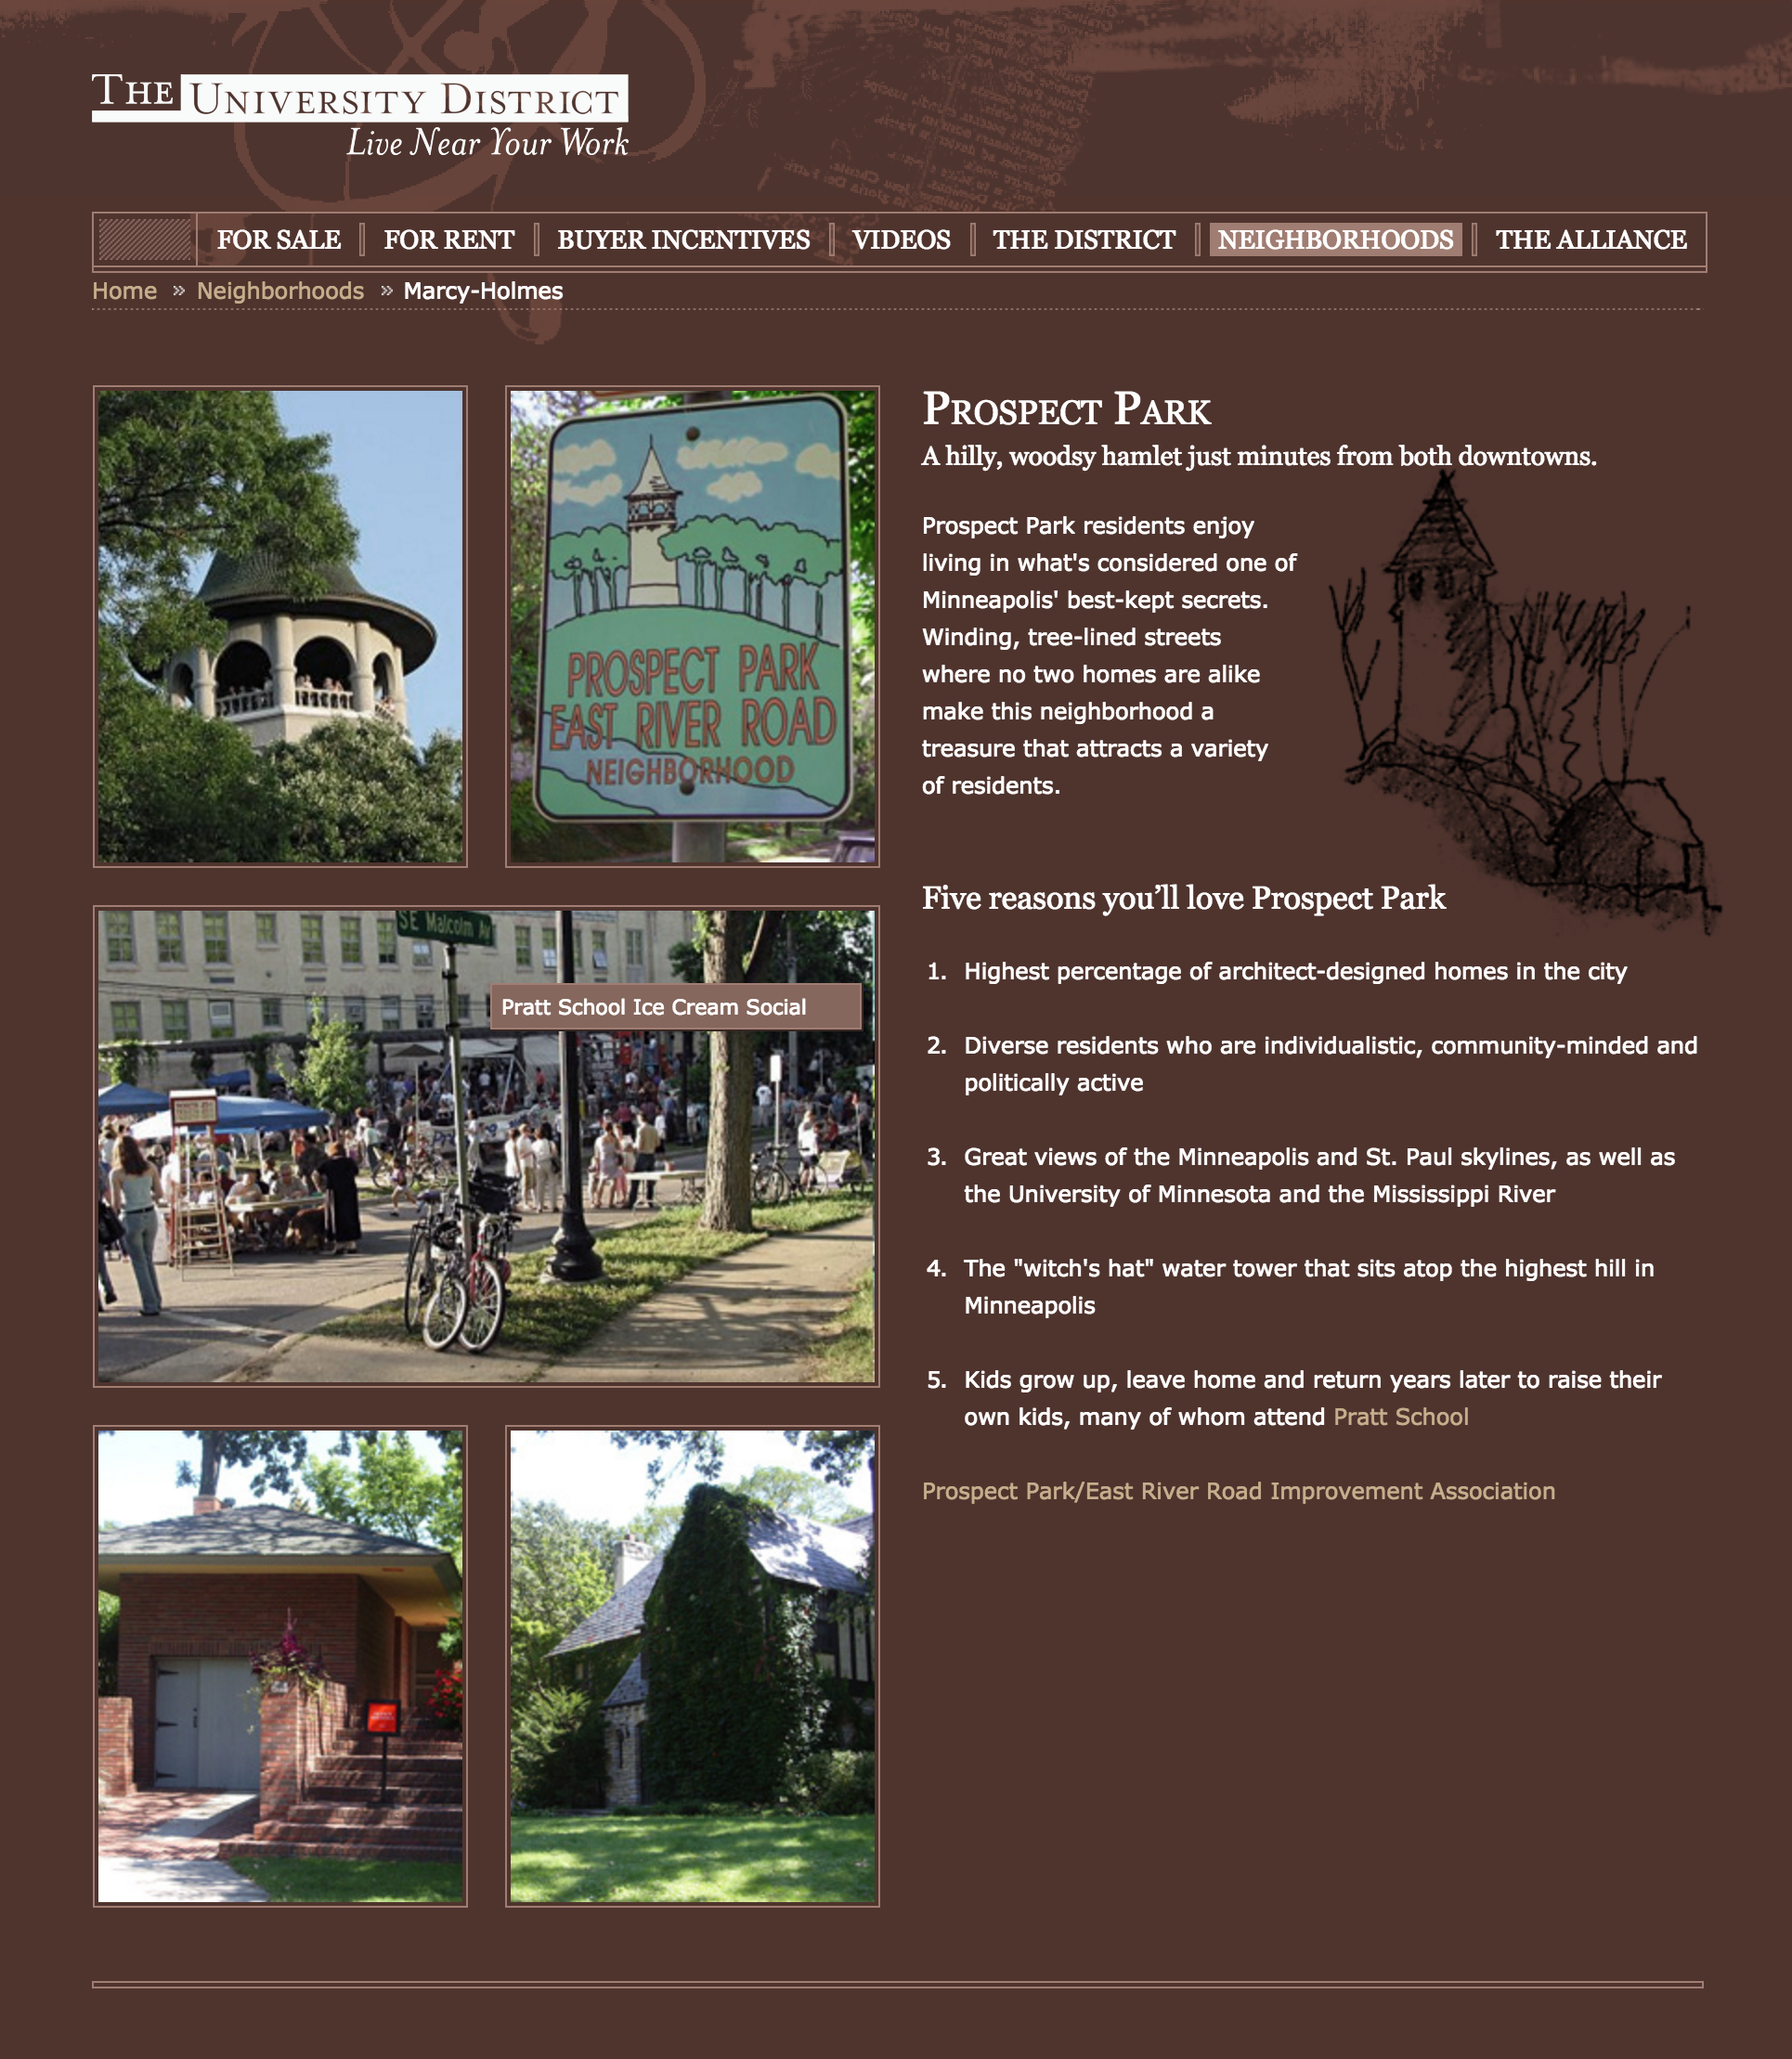 THE UNIVERSITY DISTRICT
Live Near Your Work
FOR SALE
FOR RENT
BUYER INCENTIVES
VIDEOS
THE DISTRICT
NEIGHBORHOODS
THE ALLIANCE
Home » Neighborhoods » Marcy-Holmes
PROSPECT PARK
EAST RIVER ROAD
NEIGHBORHOOD
SE Malcolm Av
Pratt School Ice Cream Social
PROSPECT PARK
A hilly, woodsy hamlet just minutes from both downtowns.
Prospect Park residents enjoy
living in what's considered one of
Minneapolis' best-kept secrets.
Winding, tree-lined streets
where no two homes are alike
make this neighborhood a
treasure that attracts a variety
of residents.
Five reasons you’ll love Prospect Park
1. Highest percentage of architect-designed homes in the city
2. Diverse residents who are individualistic, community-minded and
politically active
3. Great views of the Minneapolis and St. Paul skylines, as well as
the University of Minnesota and the Mississippi River
4. The "witch's hat" water tower that sits atop the highest hill in
Minneapolis
5. Kids grow up, leave home and return years later to raise their
own kids, many of whom attend Pratt School
Prospect Park/East River Road Improvement Association